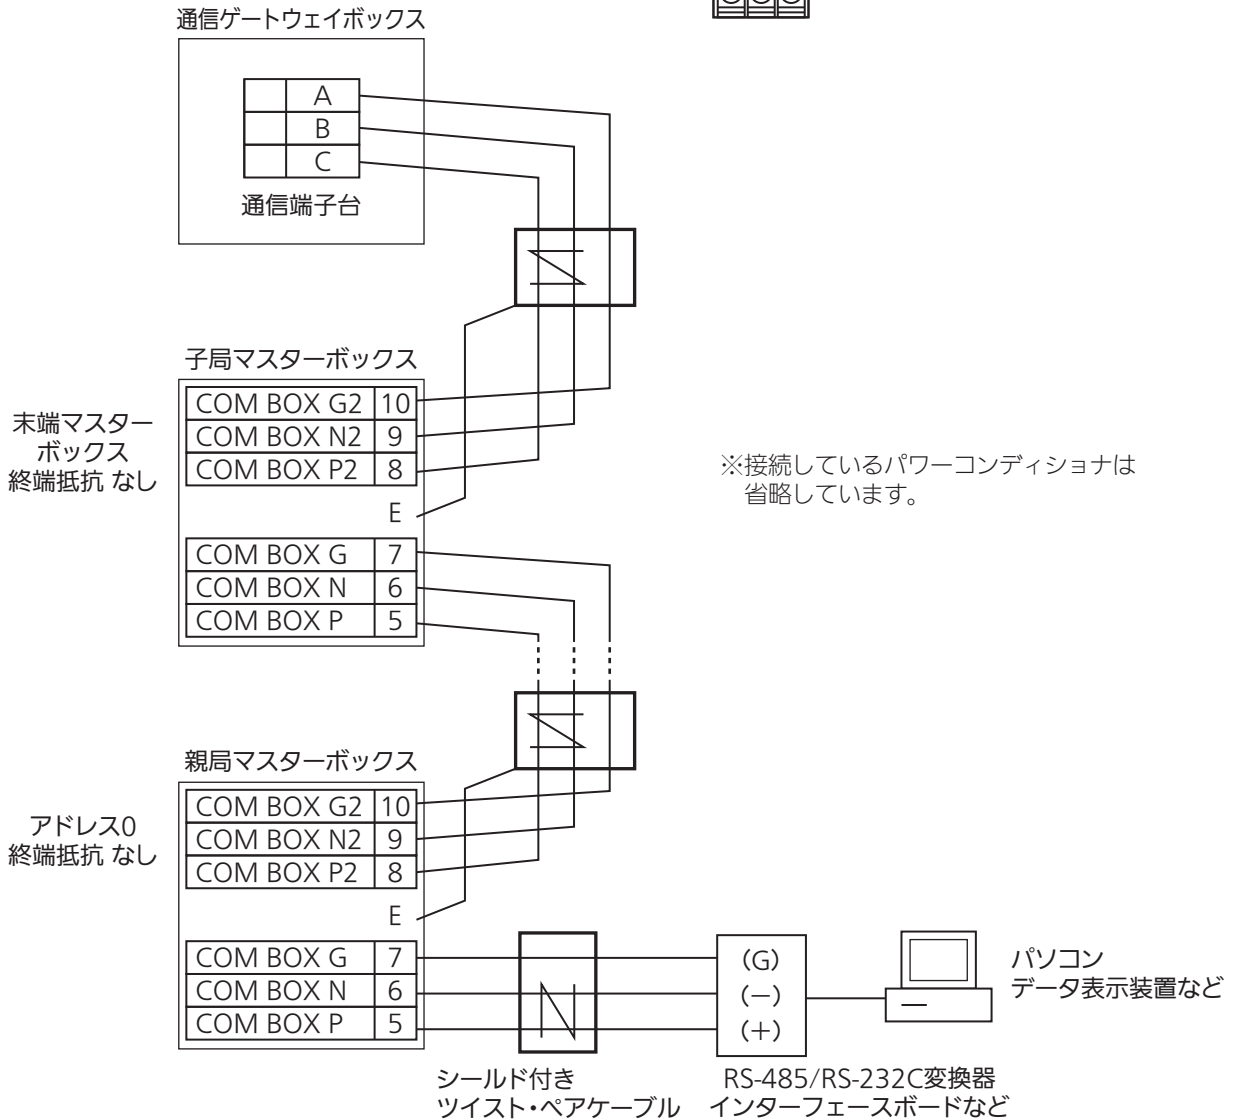 通信ゲートウェイボックス
A
B
C
通信端子台
子局マスターボックス
末端マスター
ボックス
終端抵抗 なし
COM BOX G2 10
COM BOX N2 9
COM BOX P2 8
E
COM BOX G 7
COM BOX N 6
COM BOX P 5
※接続しているパワーコンディショナは
省略しています。
親局マスターボックス
アドレス0
終端抵抗 なし
COM BOX G2 10
COM BOX N2 9
COM BOX P2 8
E
COM BOX G 7
COM BOX N 6
COM BOX P 5
(G)
(−)
(+)
パソコン
データ表示装置など
シールド付き
ツイスト・ペアケーブル
RS-485/RS-232C変換器
インターフェースボードなど